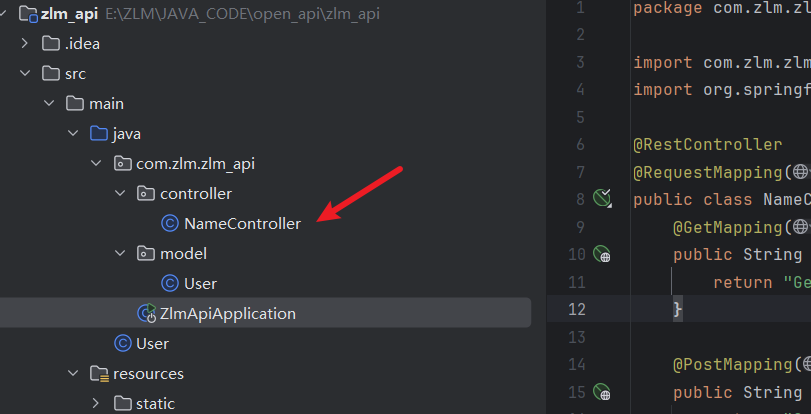 zlm_api E:\ZLM\JAVA_CODE\open_api\zlm_api
.idea
src
main
java
com.zlm.zlm_api
controller
NameController
model
User
ZlmApiApplication
User
resources
static
1 package com.zlm.zl
2
3 import com.zlm.zlm
4 import org.springf
5
6 @RestController
7 @RequestMapping(
8 public class NameC
9 @GetMapping(
10 public String
11 return "Ge
12 }
13
14 @PostMapping(
15 public String